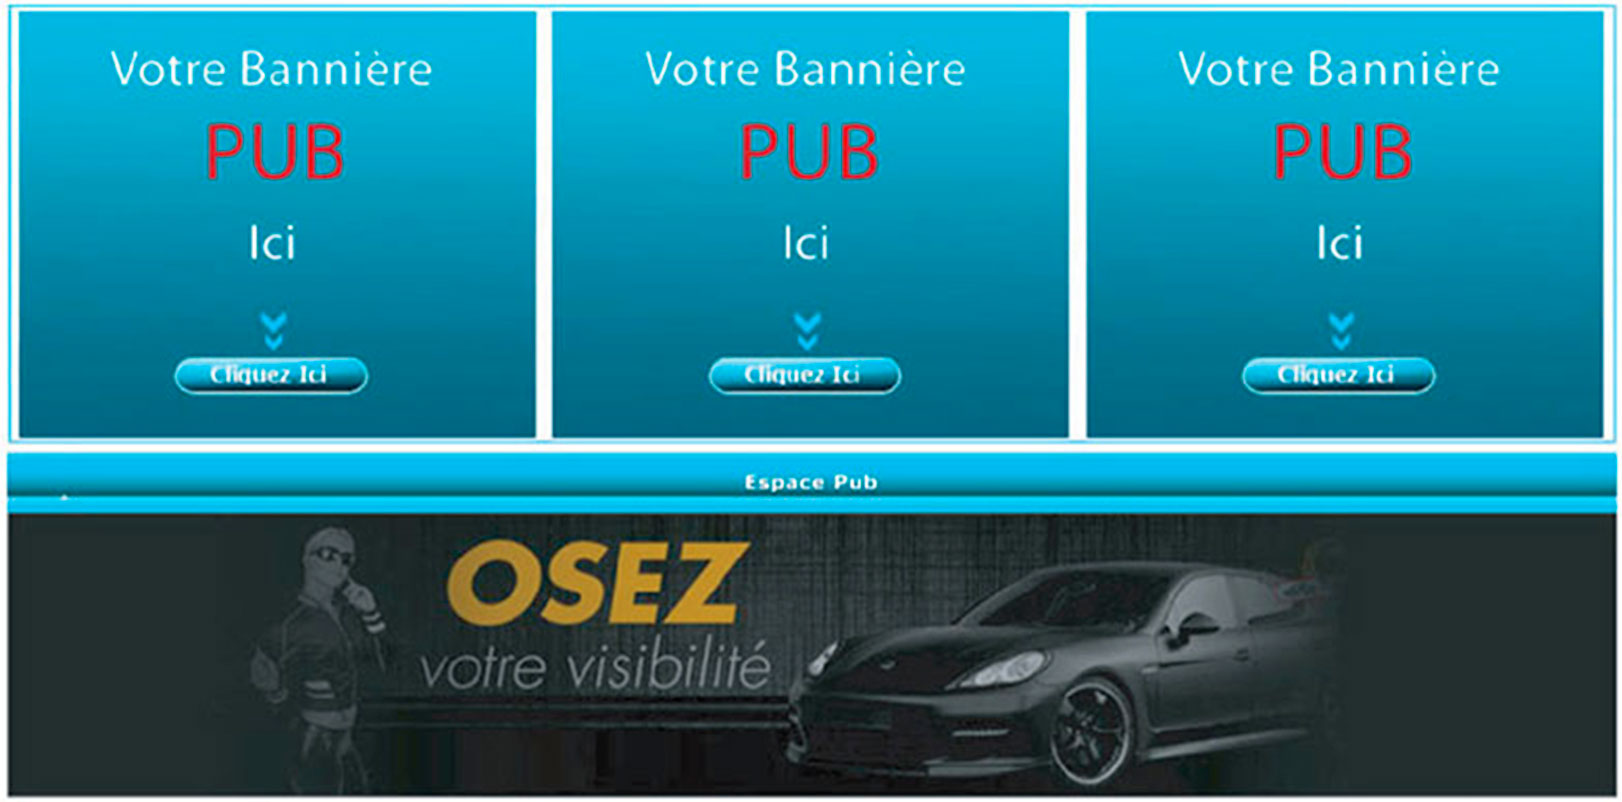 Votre Bannière
PUB
Ici
Cliquez Ici
Votre Bannière
PUB
Ici
Cliquez Ici
Votre Bannière
PUB
Ici
Cliquez Ici
Espace Pub
OSEZ
votre visibilité